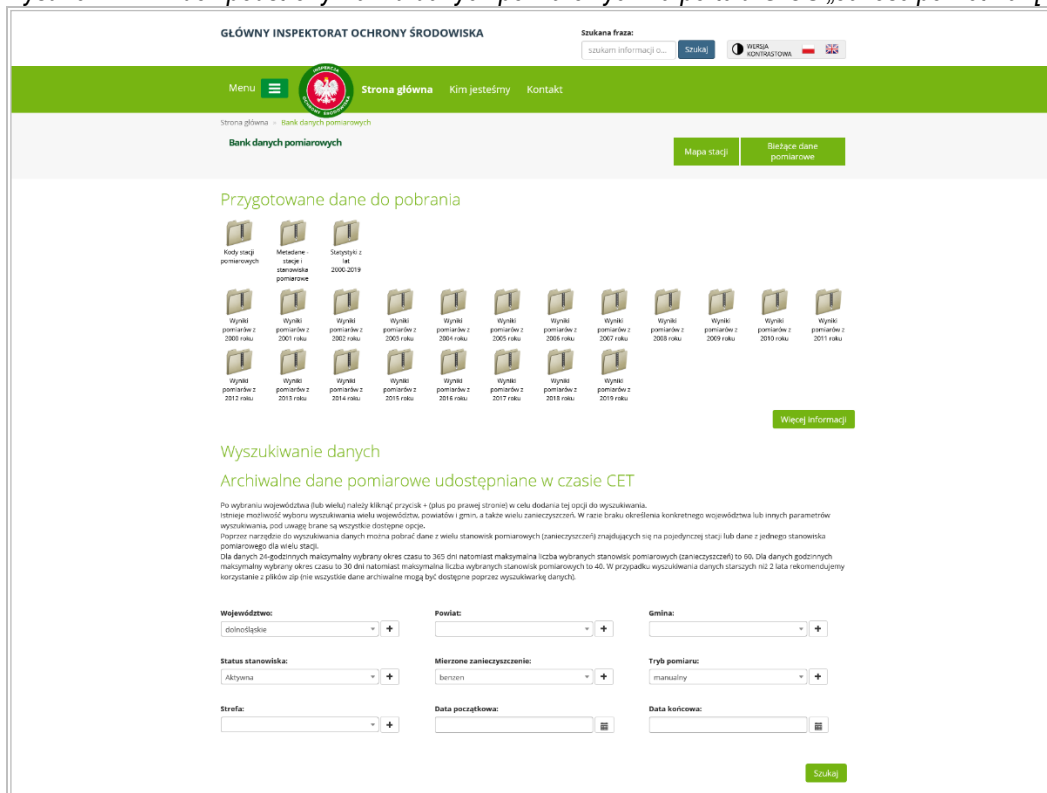 GŁÓWNY INSPEKTORAT OCHRONY ŚRODOWISKA
Szukana fraza:
szukam informacji o...
Szukaj
WERSJA
KONTRASTOWA
Menu
INSPEKCJA
OCHRONY ŚRODOWISKA
Strona główna Kim jesteśmy Kontakt
Strona główna » Bank danych pomiarowych
Bank danych pomiarowych
Mapa stacji
Bieżące dane
pomiarowe
Przygotowane dane do pobrania
Kody stacji
pomiarowych
Metadane -
stacje i
stanowiska
pomiarowe
Statystyki z
lat
2000-2019
Wyniki
pomiarów z
2000 roku
Wyniki
pomiarów z
2001 roku
Wyniki
pomiarów z
2002 roku
Wyniki
pomiarów z
2003 roku
Wyniki
pomiarów z
2004 roku
Wyniki
pomiarów z
2005 roku
Wyniki
pomiarów z
2006 roku
Wyniki
pomiarów z
2007 roku
Wyniki
pomiarów z
2008 roku
Wyniki
pomiarów z
2009 roku
Wyniki
pomiarów z
2010 roku
Wyniki
pomiarów z
2011 roku
Wyniki
pomiarów z
2012 roku
Wyniki
pomiarów z
2013 roku
Wyniki
pomiarów z
2014 roku
Wyniki
pomiarów z
2015 roku
Wyniki
pomiarów z
2016 roku
Wyniki
pomiarów z
2017 roku
Wyniki
pomiarów z
2018 roku
Wyniki
pomiarów z
2019 roku
Więcej informacji
Wyszukiwanie danych
Archiwalne dane pomiarowe udostępniane w czasie CET
Po wybraniu województwa (lub wielu) należy kliknąć przycisk + (plus po prawej stronie) w celu dodania tej opcji do wyszukiwania.
Istnieje możliwość wyboru wyszukiwania wielu województw, powiatów i gmin, a także wielu zanieczyszczeń. W razie braku określenia konkretnego województwa lub innych parametrów
wyszukiwania, pod uwagę brane są wszystkie dostępne opcje.
Poprzez narzędzie do wyszukiwania danych można pobrać dane z wielu stanowisk pomiarowych (zanieczyszczeń) znajdujących się na pojedynczej stacji lub dane z jednego stanowiska
pomiarowego dla wielu stacji.
Dla danych 24-godzinnych maksymalny wybrany okres czasu to 365 dni natomiast maksymalna liczba wybranych stanowisk pomiarowych (zanieczyszczeń) to 60. Dla danych godzinnych
maksymalny wybrany okres czasu to 30 dni natomiast maksymalna liczba wybranych stanowisk pomiarowych to 40. W przypadku wyszukiwania danych starszych niż 2 lata rekomendujemy
korzystanie z plików zip (nie wszystkie dane archiwalne mogą być dostępne poprzez wyszukiwarkę danych).
Województwo: Powiat: Gmina:
dolnośląskie
Status stanowiska: Mierzone zanieczyszczenie: Tryb pomiaru:
Aktywna benzen manualny
Strefa: Data początkowa: Data końcowa:
Szukaj